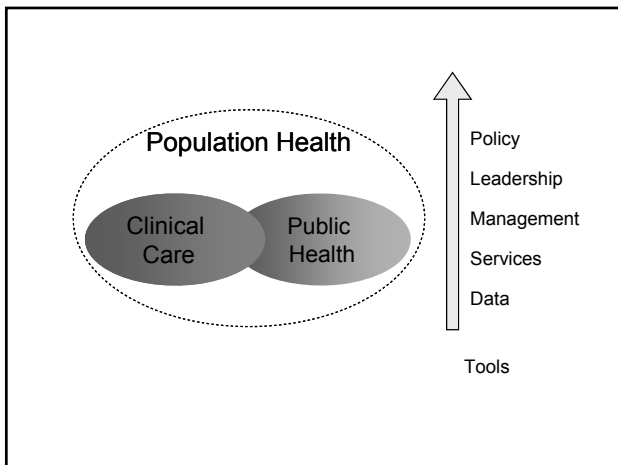 Population Health
Clinical
Care
Public
Health
Policy
Leadership
Management
Services
Data
Tools